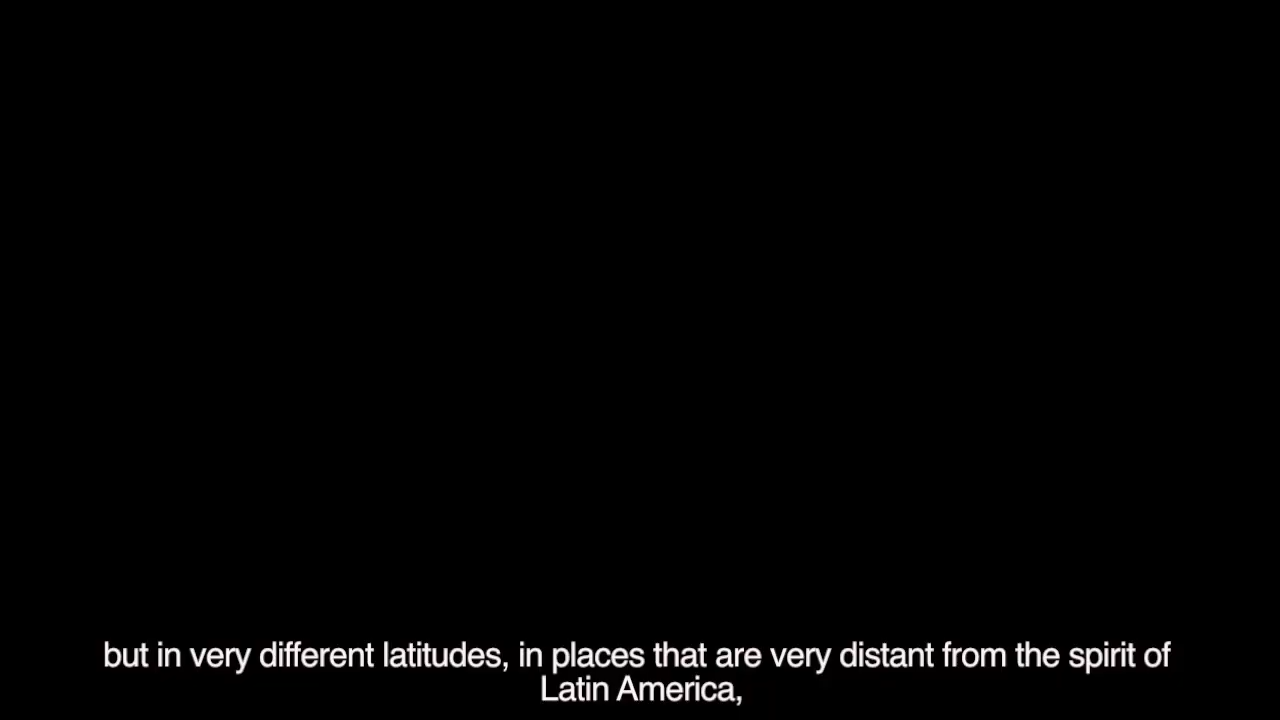 but in very different latitudes, in places that are very distant from the spirit of
Latin America,